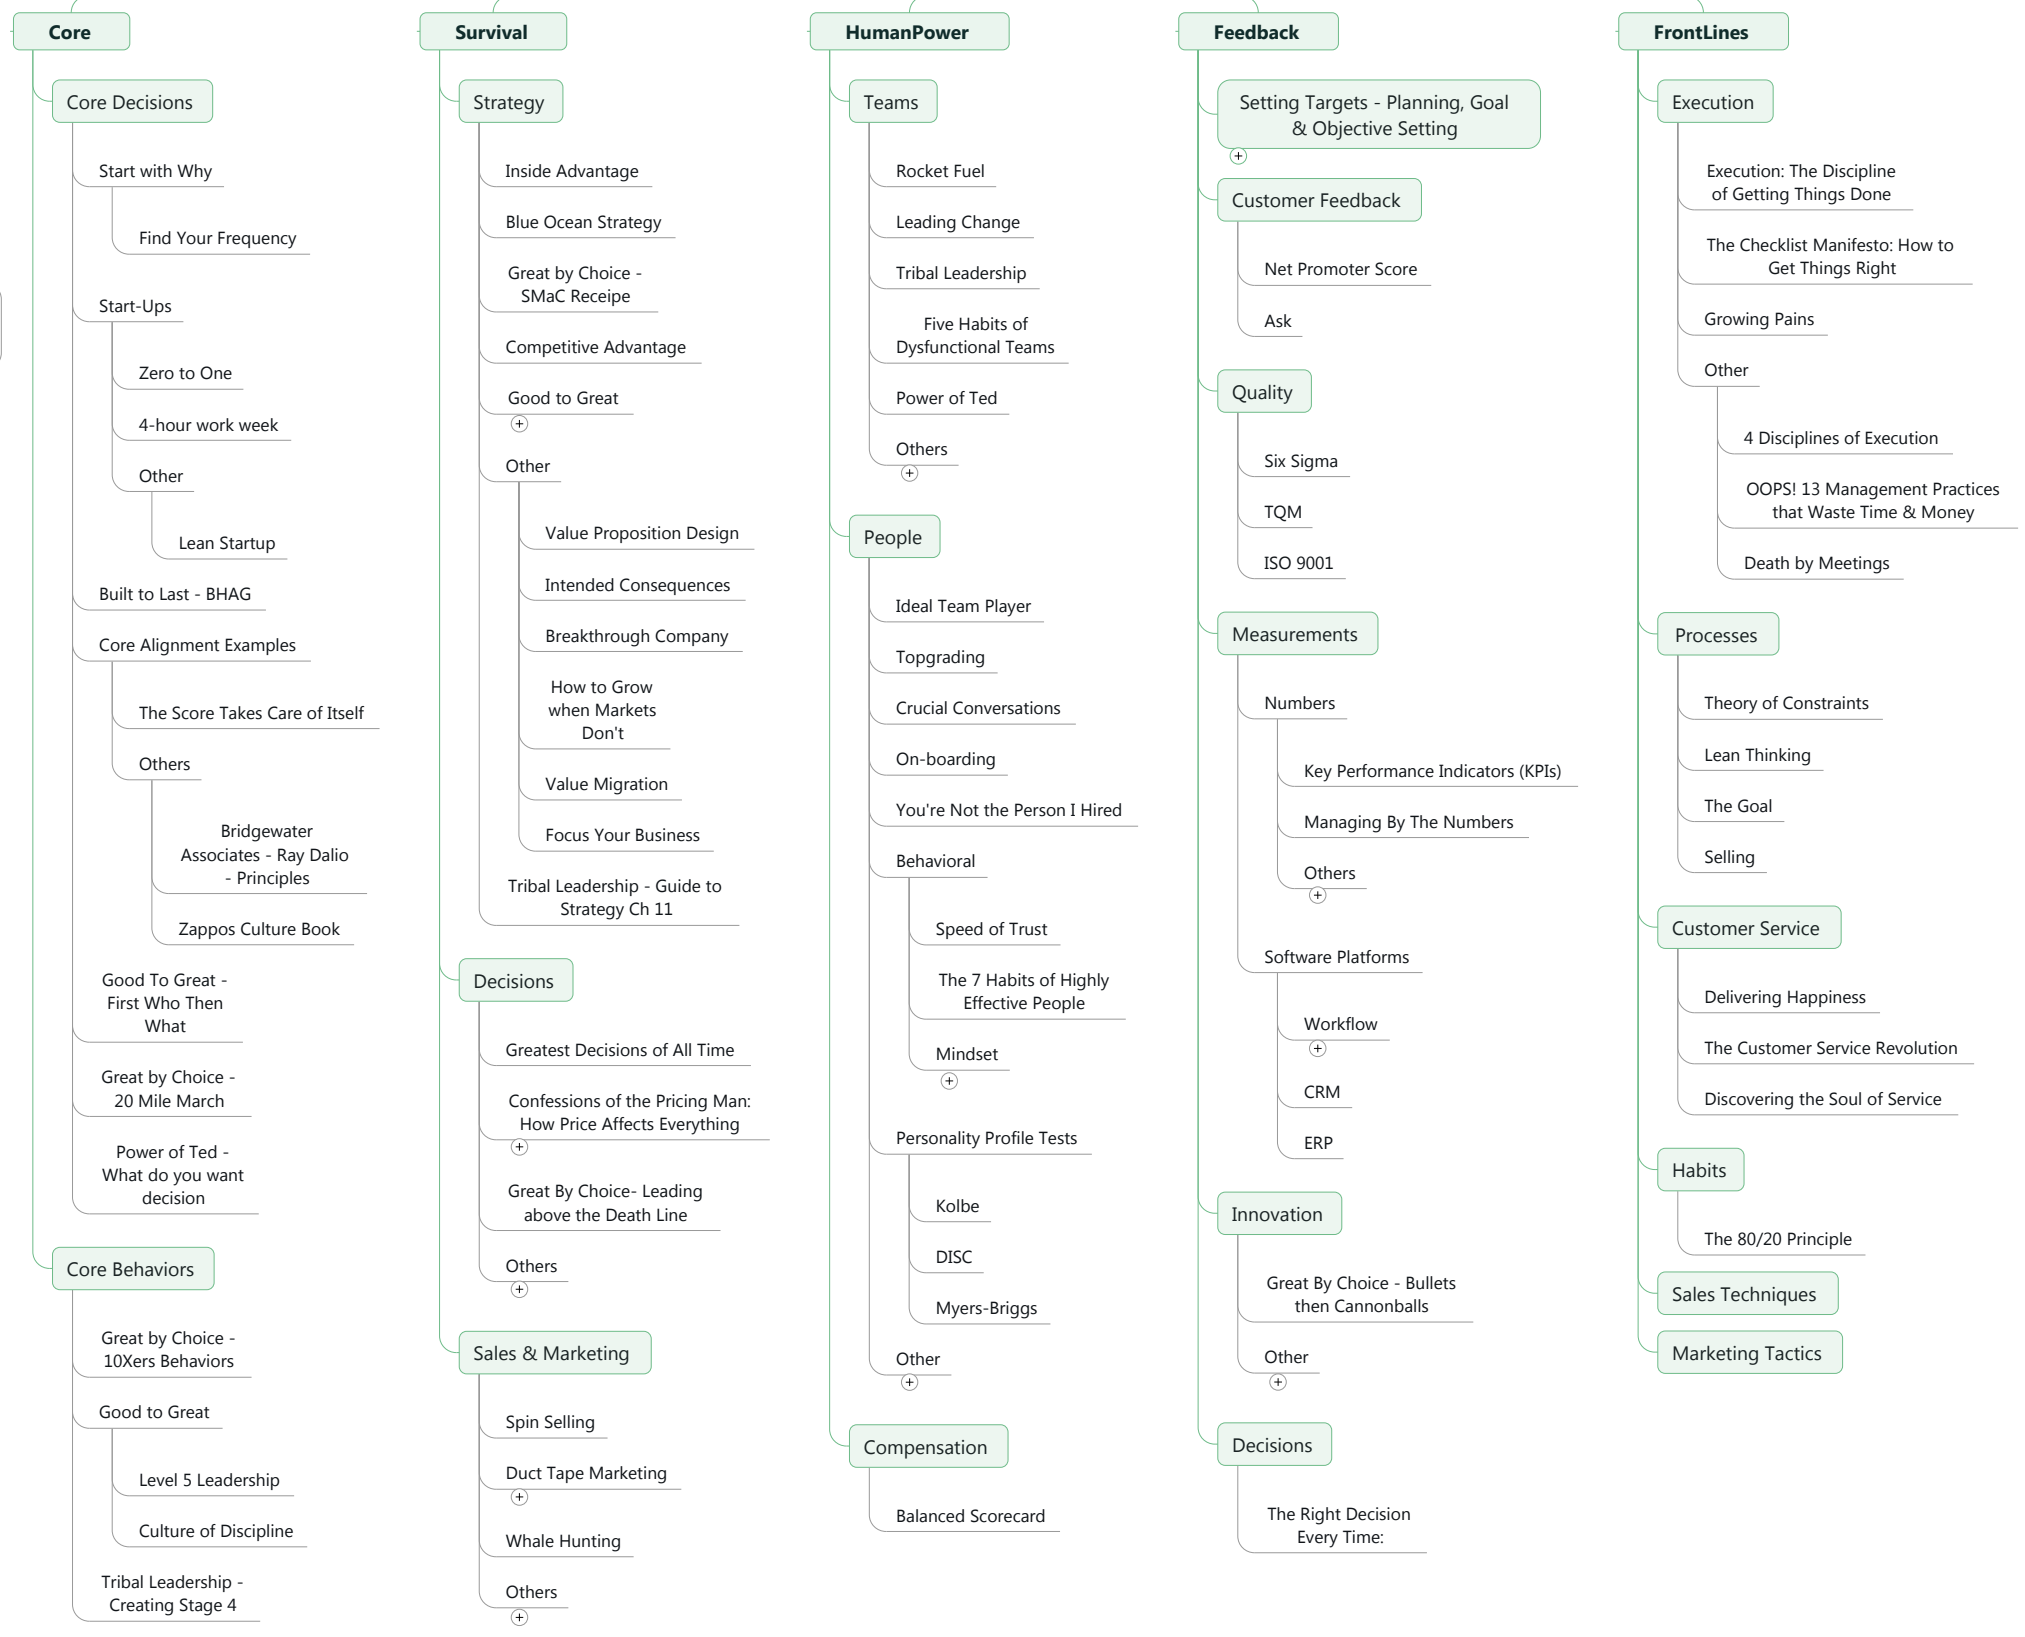 Core
Core Decisions
Start with Why
Find Your Frequency
Start-Ups
Zero to One
4-hour work week
Other
Lean Startup
Built to Last - BHAG
Core Alignment Examples
The Score Takes Care of Itself
Others
Bridgewater
Associates - Ray Dalio
- Principles
Zappos Culture Book
Good To Great -
First Who Then
What
Great by Choice -
20 Mile March
Power of Ted -
What do you want
decision
Core Behaviors
Great by Choice -
10Xers Behaviors
Good to Great
Level 5 Leadership
Culture of Discipline
Tribal Leadership -
Creating Stage 4
Survival
Strategy
Inside Advantage
Blue Ocean Strategy
Great by Choice -
SMaC Receipe
Competitive Advantage
Good to Great
Other
Value Proposition Design
Intended Consequences
Breakthrough Company
How to Grow
when Markets
Don't
Value Migration
Focus Your Business
Tribal Leadership - Guide to
Strategy Ch 11
Decisions
Greatest Decisions of All Time
Confessions of the Pricing Man:
How Price Affects Everything
Great By Choice- Leading
above the Death Line
Others
Sales & Marketing
Spin Selling
Duct Tape Marketing
Whale Hunting
Others
HumanPower
Teams
Rocket Fuel
Leading Change
Tribal Leadership
Five Habits of
Dysfunctional Teams
Power of Ted
Others
People
Ideal Team Player
Topgrading
Crucial Conversations
On-boarding
You're Not the Person I Hired
Behavioral
Speed of Trust
The 7 Habits of Highly
Effective People
Mindset
Personality Profile Tests
Kolbe
DISC
Myers-Briggs
Other
Compensation
Balanced Scorecard
Feedback
Setting Targets - Planning, Goal
& Objective Setting
Customer Feedback
Net Promoter Score
Ask
Quality
Six Sigma
TQM
ISO 9001
Measurements
Numbers
Key Performance Indicators (KPIs)
Managing By The Numbers
Others
Software Platforms
Workflow
CRM
ERP
Innovation
Great By Choice - Bullets
then Cannonballs
Other
Decisions
The Right Decision
Every Time:
FrontLines
Execution
Execution: The Discipline
of Getting Things Done
The Checklist Manifesto: How to
Get Things Right
Growing Pains
Other
4 Disciplines of Execution
OOPS! 13 Management Practices
that Waste Time & Money
Death by Meetings
Processes
Theory of Constraints
Lean Thinking
The Goal
Selling
Customer Service
Delivering Happiness
The Customer Service Revolution
Discovering the Soul of Service
Habits
The 80/20 Principle
Sales Techniques
Marketing Tactics